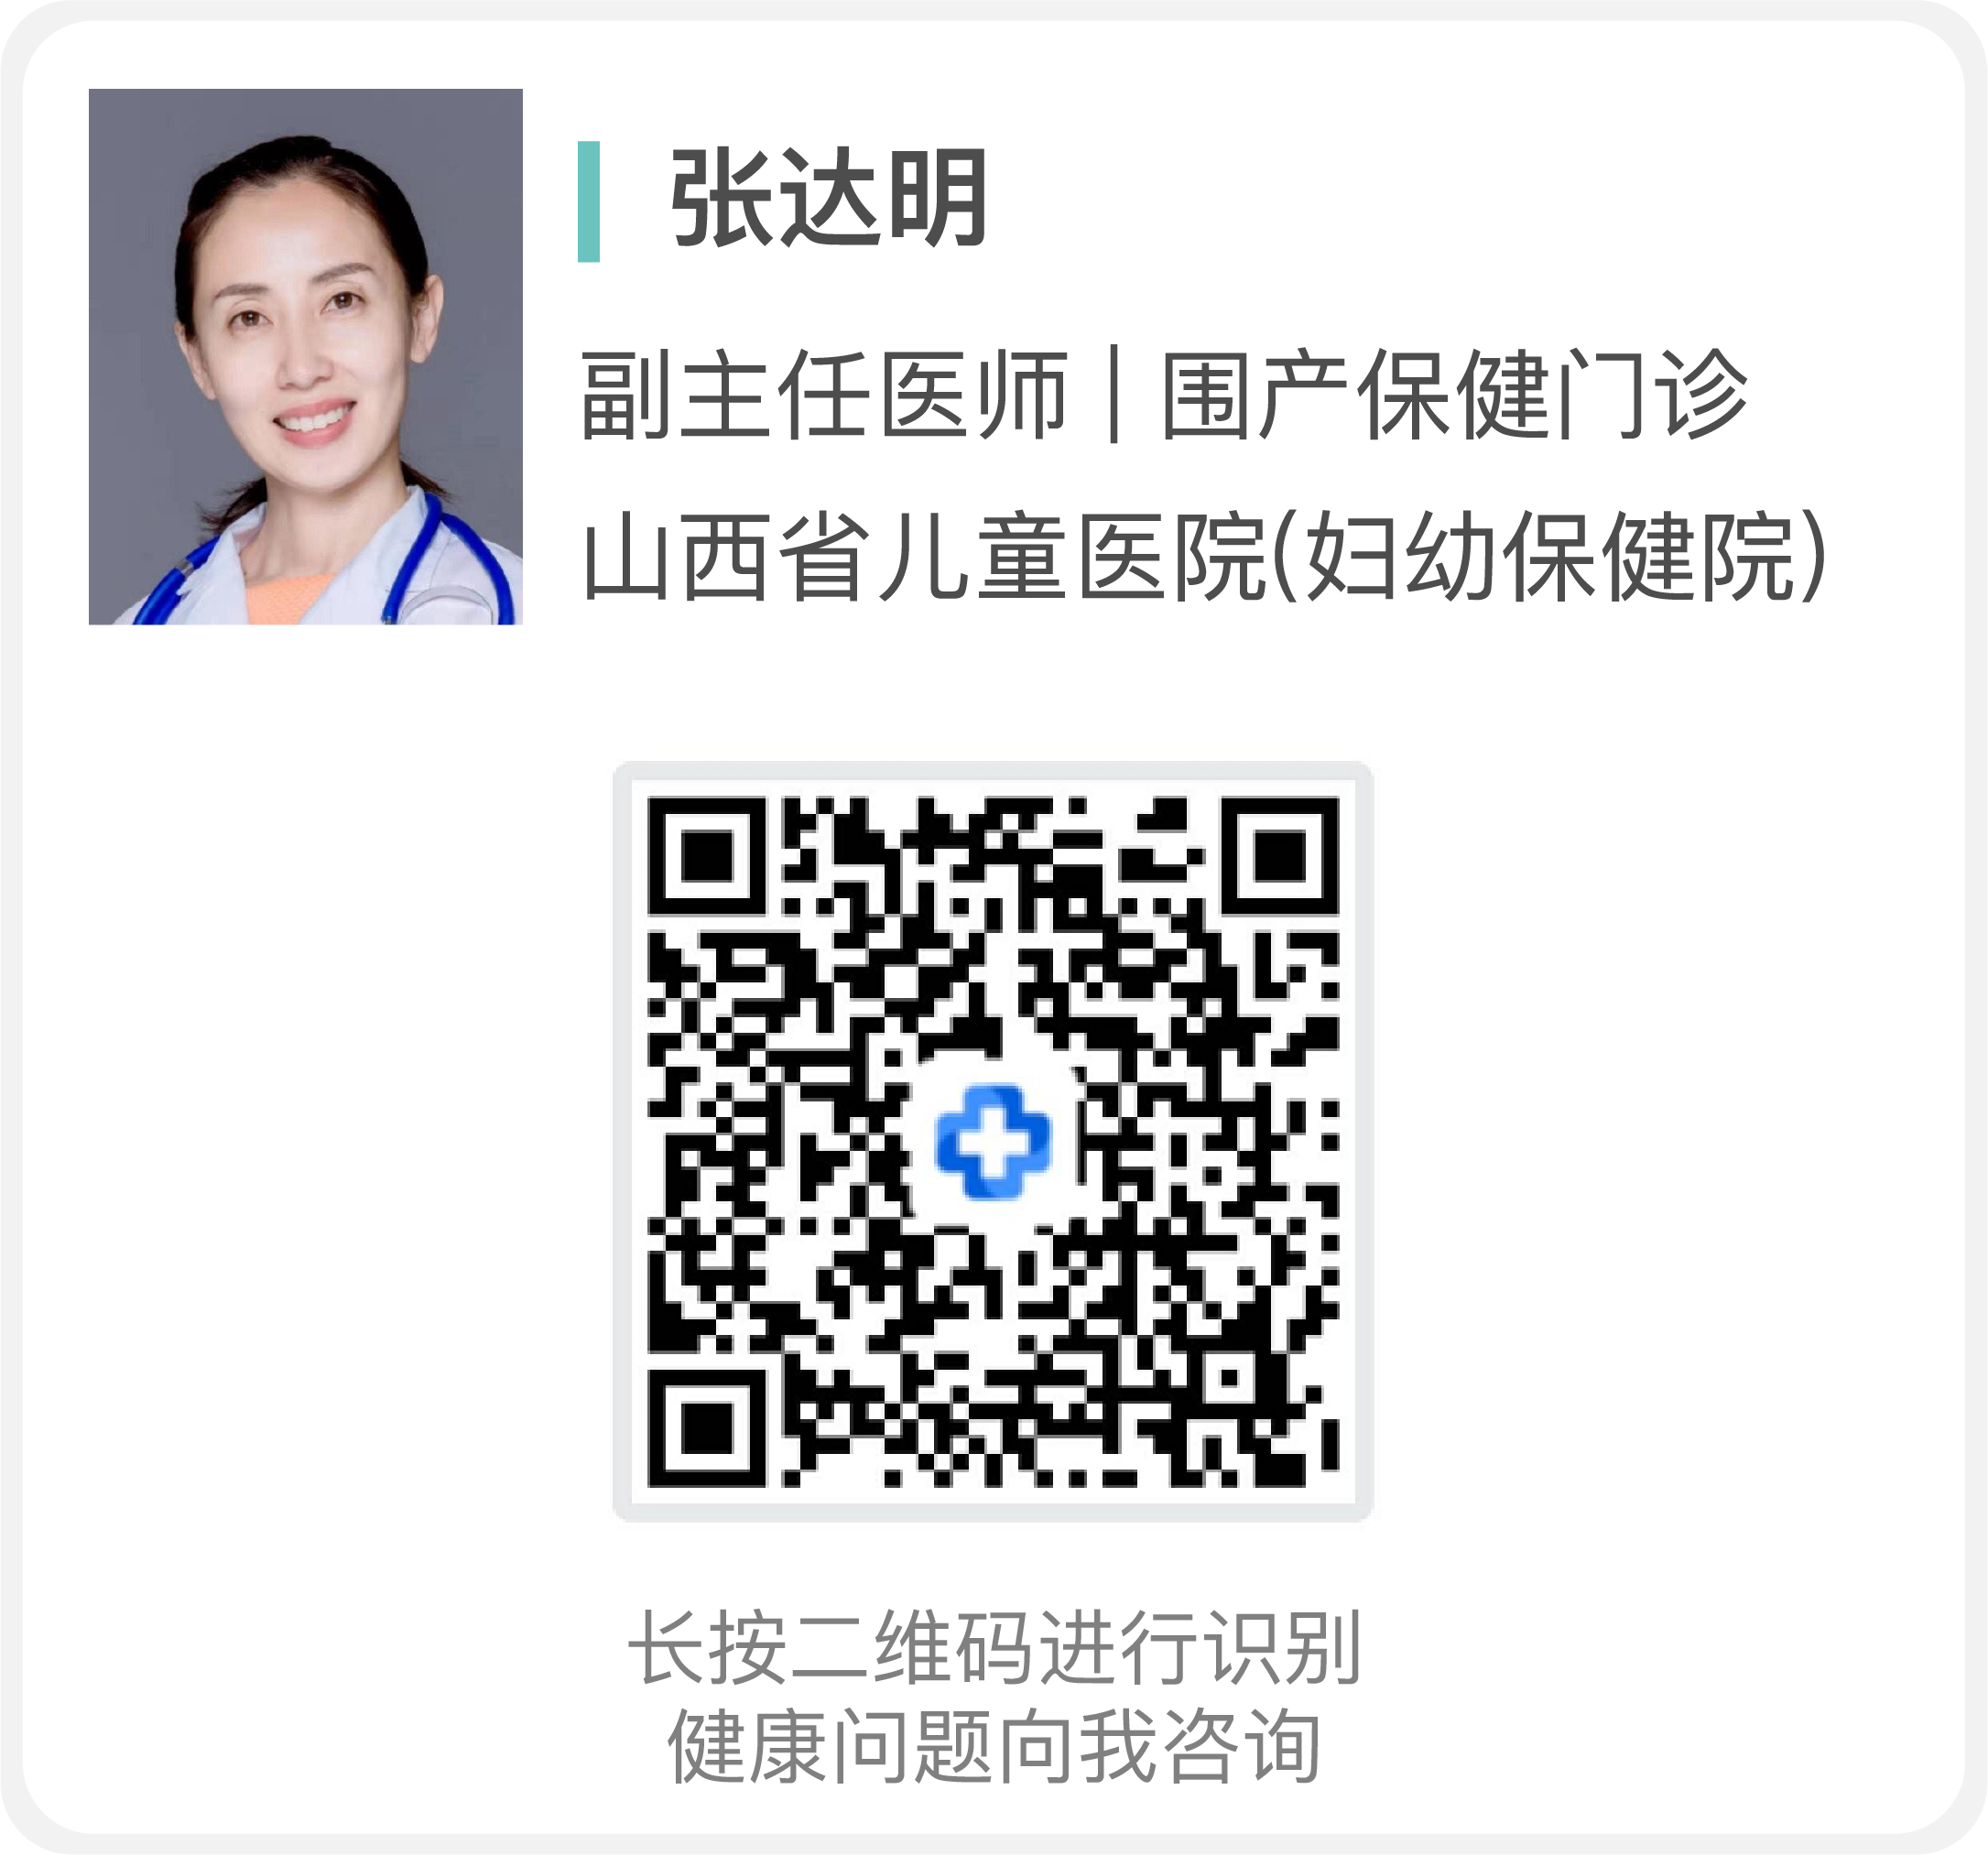 张达明
副主任医师｜围产保健门诊
山西省儿童医院(妇幼保健院)
长按二维码进行识别
健康问题向我咨询